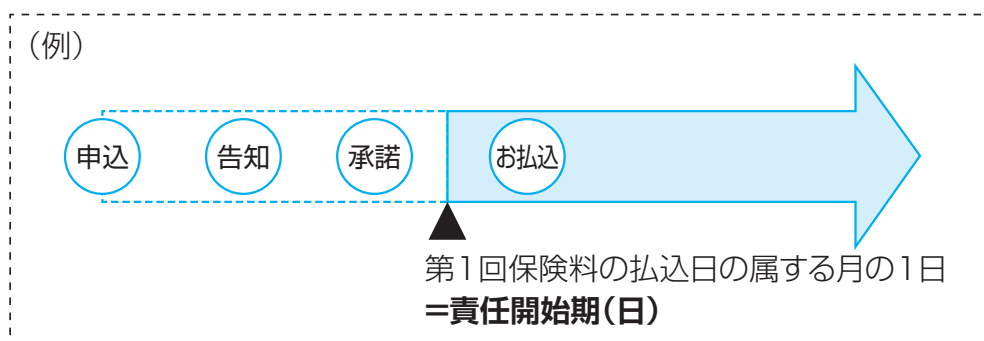 （例）
申込
告知
承諾
お払込
第1回保険料の払込日の属する月の1日
＝責任開始期（日）